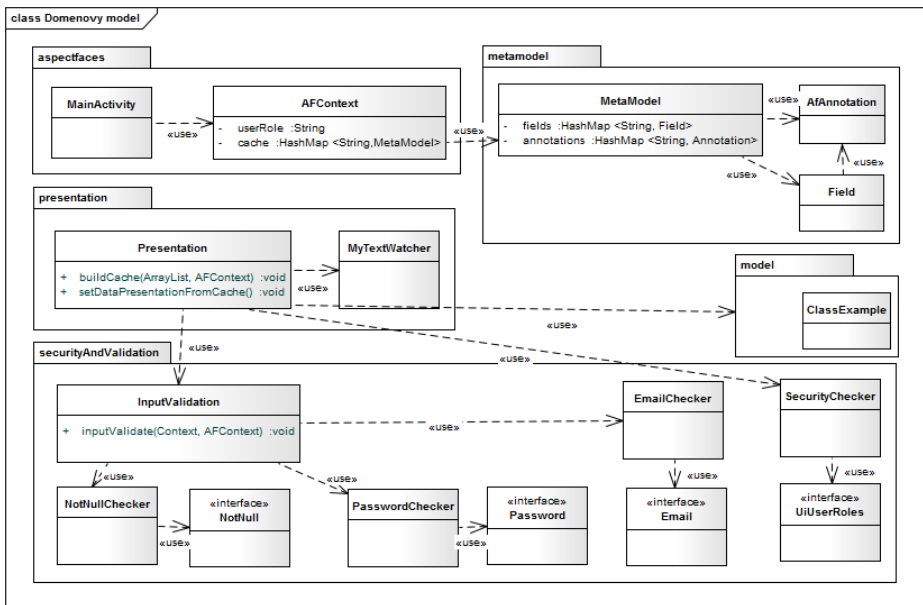 class Domenovy model
aspectfaces
MainActivity
«use»
AFContext
- userRole :String
- cache :HashMap <String,MetaModel>
«use»
metamodel
MetaModel
- fields :HashMap <String, Field>
- annotations :HashMap <String, Annotation>
«use»
AfAnnotation
«use»
«use»
Field
presentation
Presentation
+ buildCache(ArrayList, AFContext) :void
+ setDataPresentationFromCache() :void
«use»
MyTextWatcher
model
ClassExample
«use»
«use»
«use»
securityAndValidation
InputValidation
+ inputValidate(Context, AFContext) :void
«use»
EmailChecker
SecurityChecker
«use»
«use»
«use»
«use»
NotNullChecker
«use»
«interface»
NotNull
PasswordChecker
«use»
«interface»
Password
«interface»
Email
«interface»
UiUserRoles